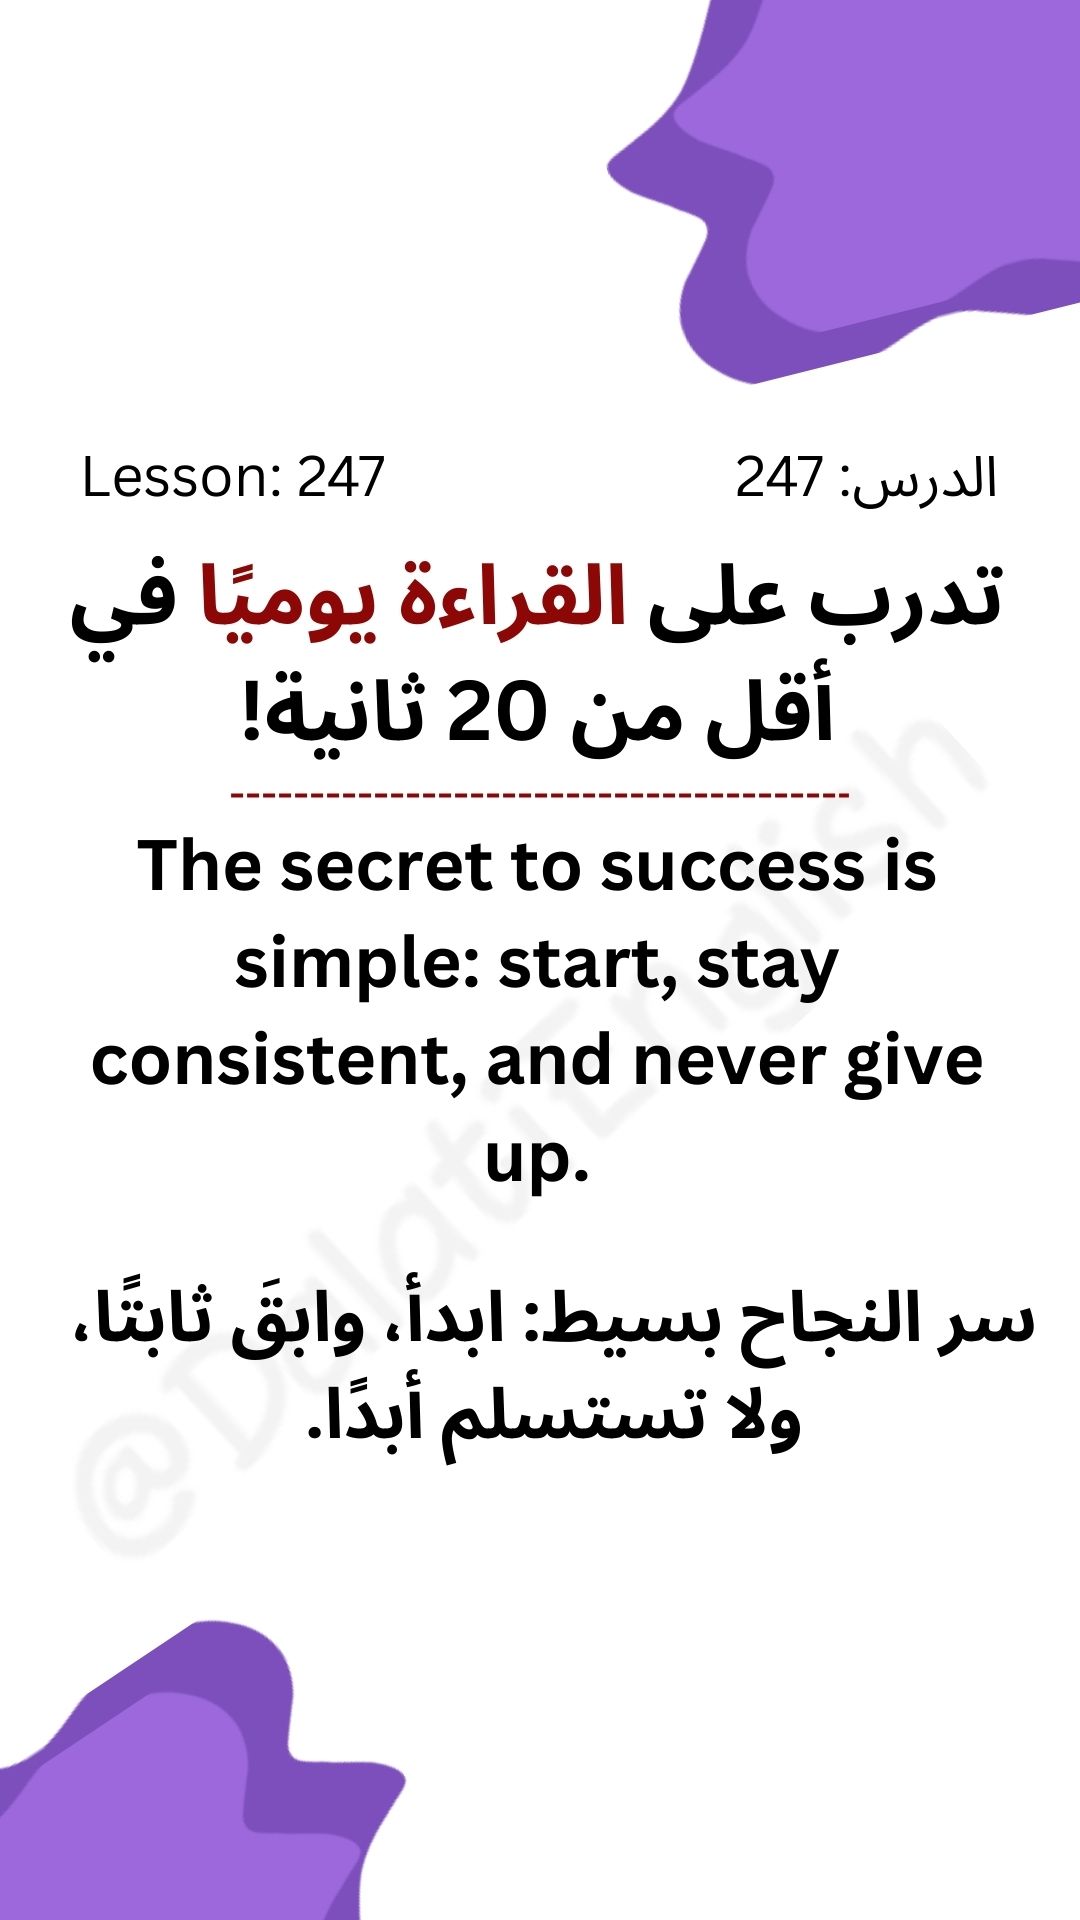 Lesson: 247
الدرس: 247
تدرب على القراءة يوميًا في
أقل من 20 ثانية!
--------------------------------------
The secret to success is
simple: start, stay
consistent, and never give
up.
سر النجاح بسيط: ابدأ، وابقَ ثابتًا،
ولا تستسلم أبدًا.
@DalatiEnglish